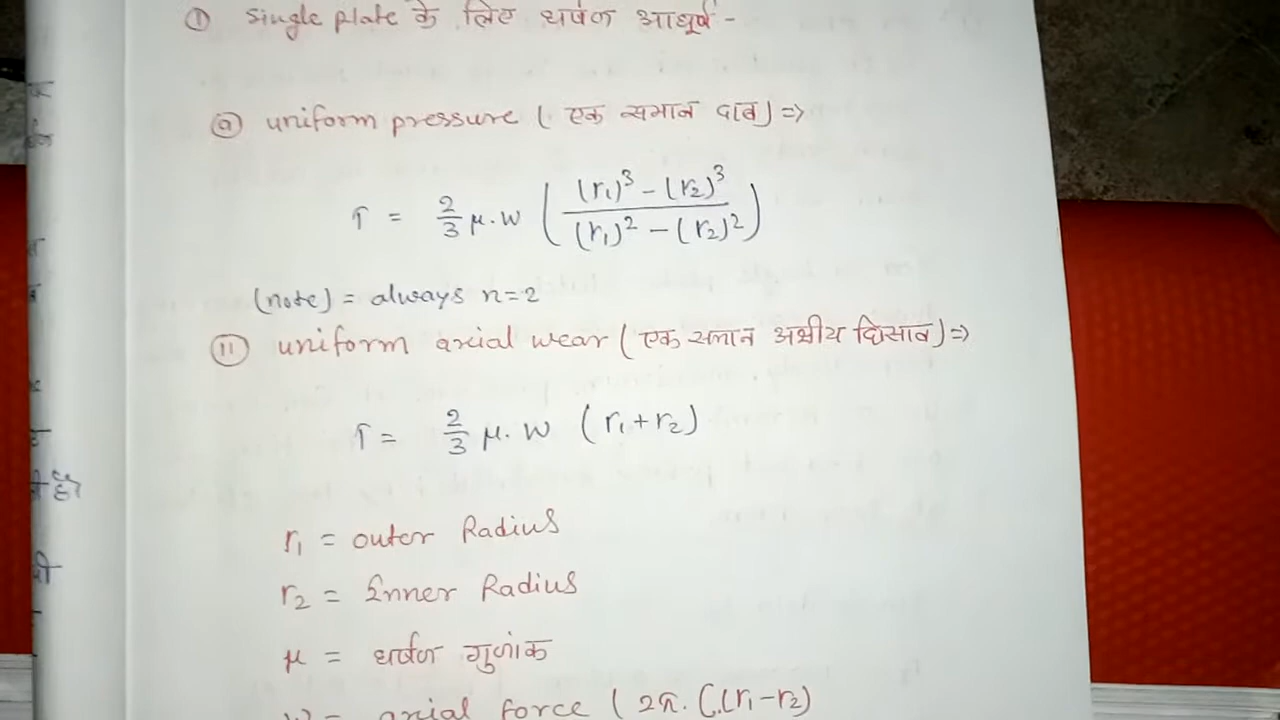 ① single plate के लिए घर्षण आघूर्ण -
ⓐ uniform pressure ( एक समान दाब) =>
T = 2/3 μ. w ( (r₁)³ - (r₂)³ / (r₁)² - (r₂)² )
(note) = always n=2
⑪ uniform axial wear ( एक समान अक्षीय घिसाव) =>
T = 2/3 μ. w (r₁+r₂)
r₁ = outer Radius
r₂ = Inner Radius
μ = घर्षण गुणांक
w = axial force ( 2π. C.(r₁-r₂)